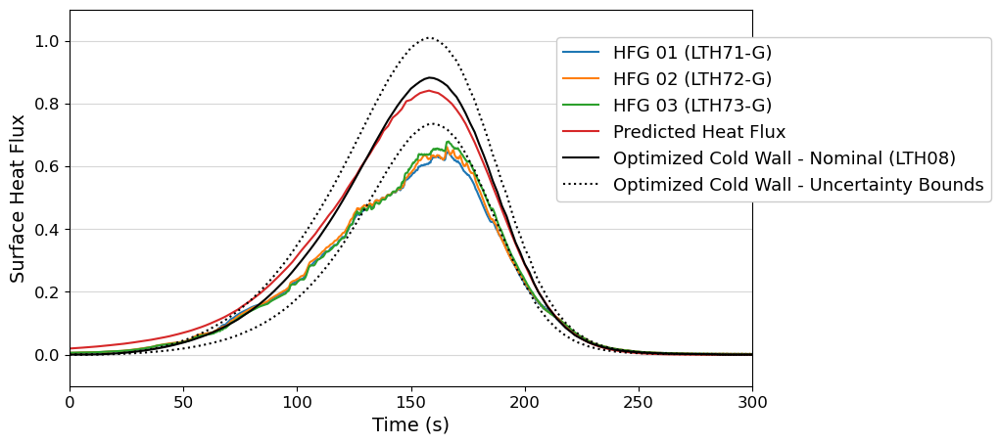 1.0
0.8
0.6
0.4
0.2
0.0
Surface Heat Flux
0 50 100 150 200 250 300
Time (s)
HFG 01 (LTH71-G)
HFG 02 (LTH72-G)
HFG 03 (LTH73-G)
Predicted Heat Flux
Optimized Cold Wall - Nominal (LTH08)
Optimized Cold Wall - Uncertainty Bounds